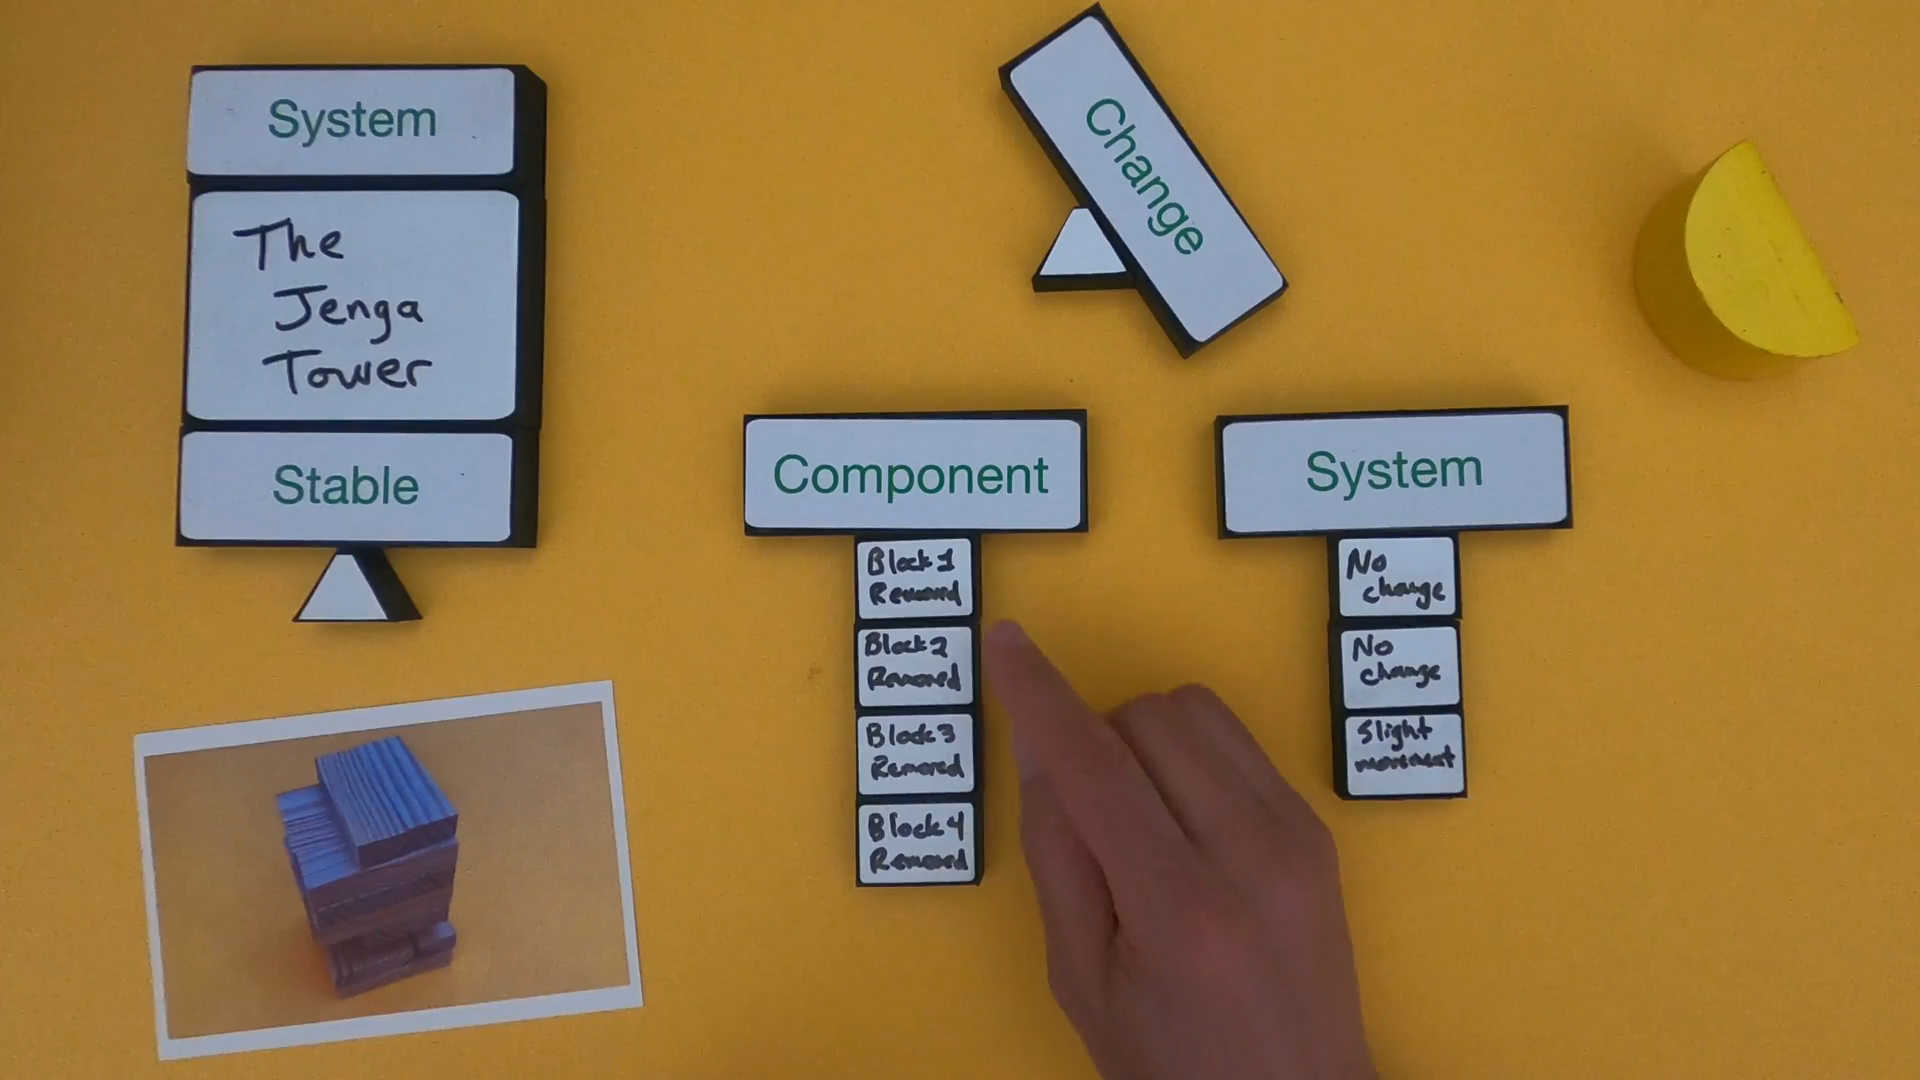 System
The
Jenga
Tower
Stable
Change
Component
Block 1
Removed
Block 2
Removed
Block 3
Removed
Block 4
Removed
System
No
change
No
change
Slight
movement